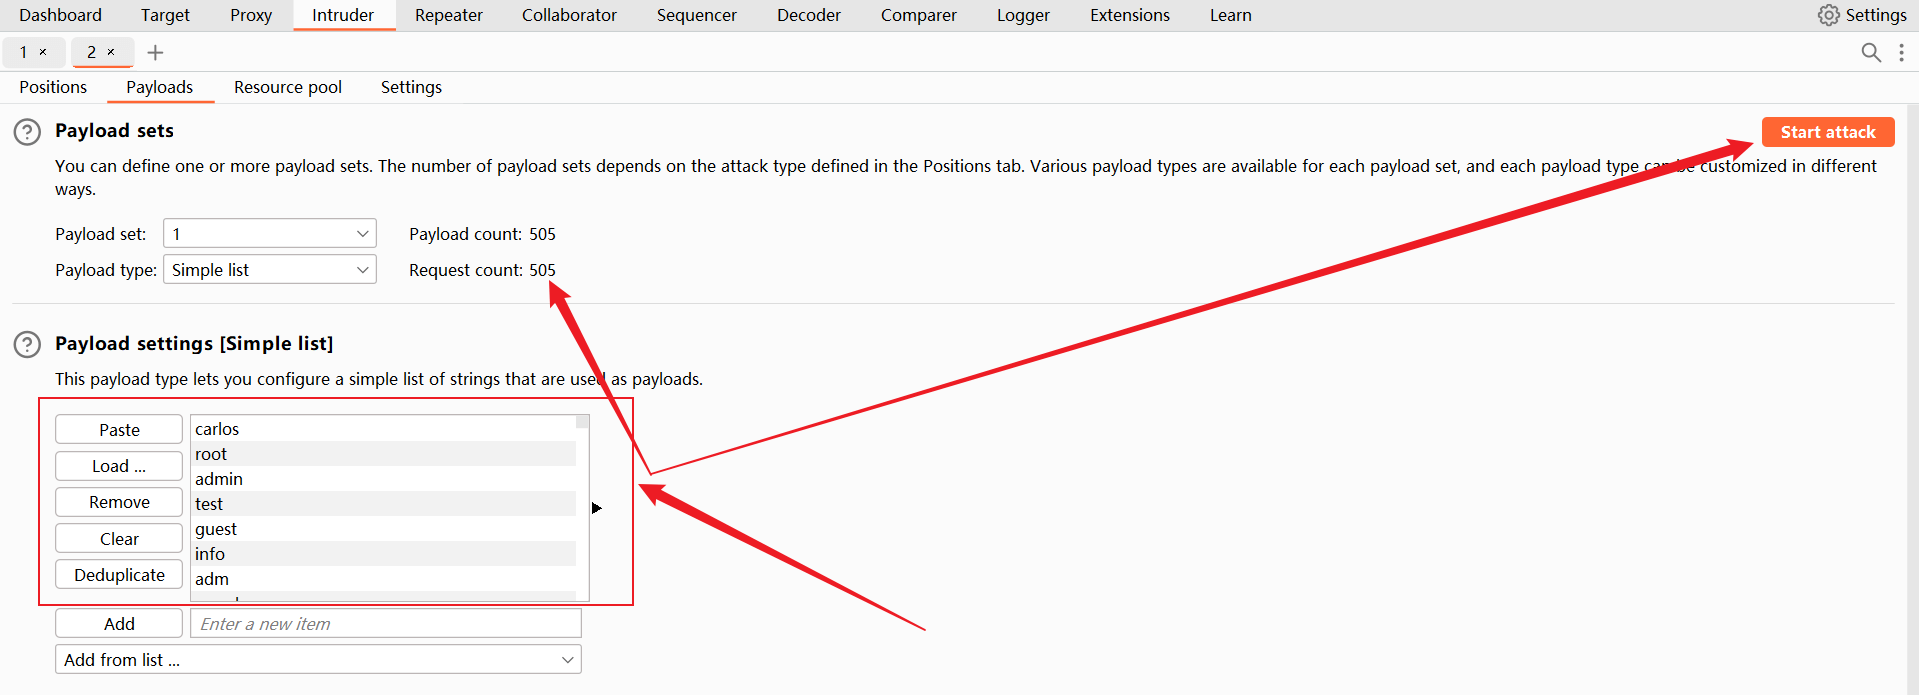 Dashboard Target Proxy Intruder Repeater Collaborator Sequencer Decoder Comparer Logger Extensions Learn Settings
1 × 2 × +
Positions Payloads Resource pool Settings
? Payload sets Start attack
You can define one or more payload sets. The number of payload sets depends on the attack type defined in the Positions tab. Various payload types are available for each payload set, and each payload type can be customized in different
ways.
Payload set: 1 Payload count: 505
Payload type: Simple list Request count: 505
? Payload settings [Simple list]
This payload type lets you configure a simple list of strings that are used as payloads.
Paste carlos
root
Load ... admin
Remove test
guest
Clear info
Deduplicate adm
Add Enter a new item
Add from list ...